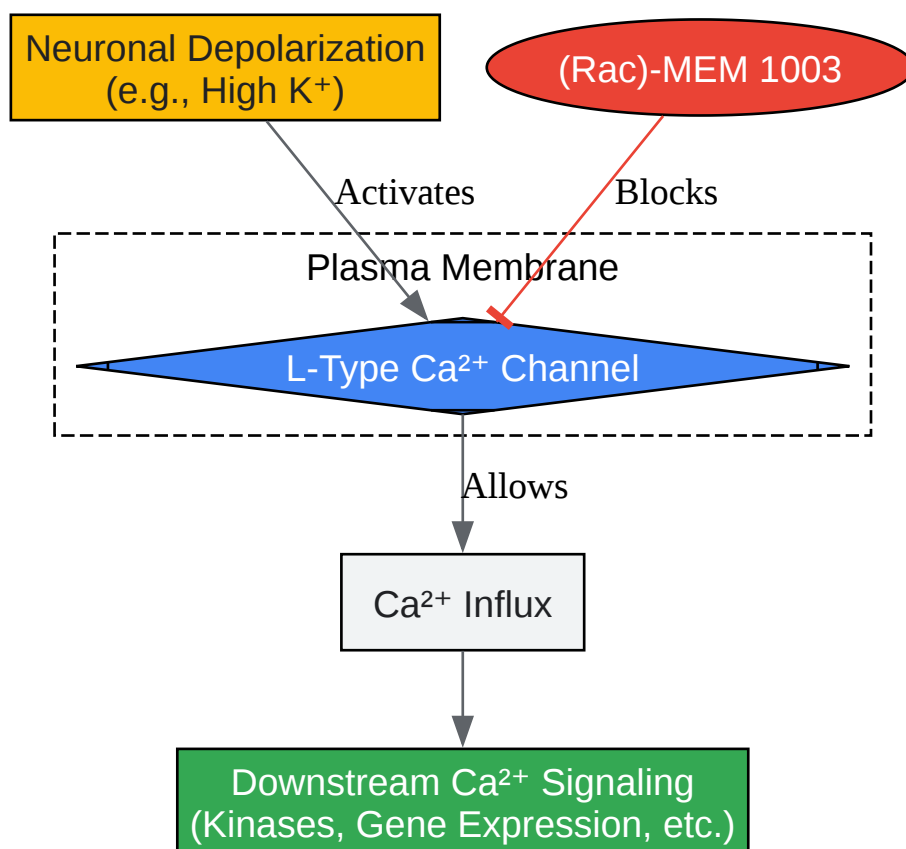 Neuronal Depolarization
(e.g., High K⁺)
(Rac)-MEM 1003
Activates
Blocks
Plasma Membrane
L-Type Ca²⁺ Channel
Allows
Ca²⁺ Influx
Downstream Ca²⁺ Signaling
(Kinases, Gene Expression, etc.)